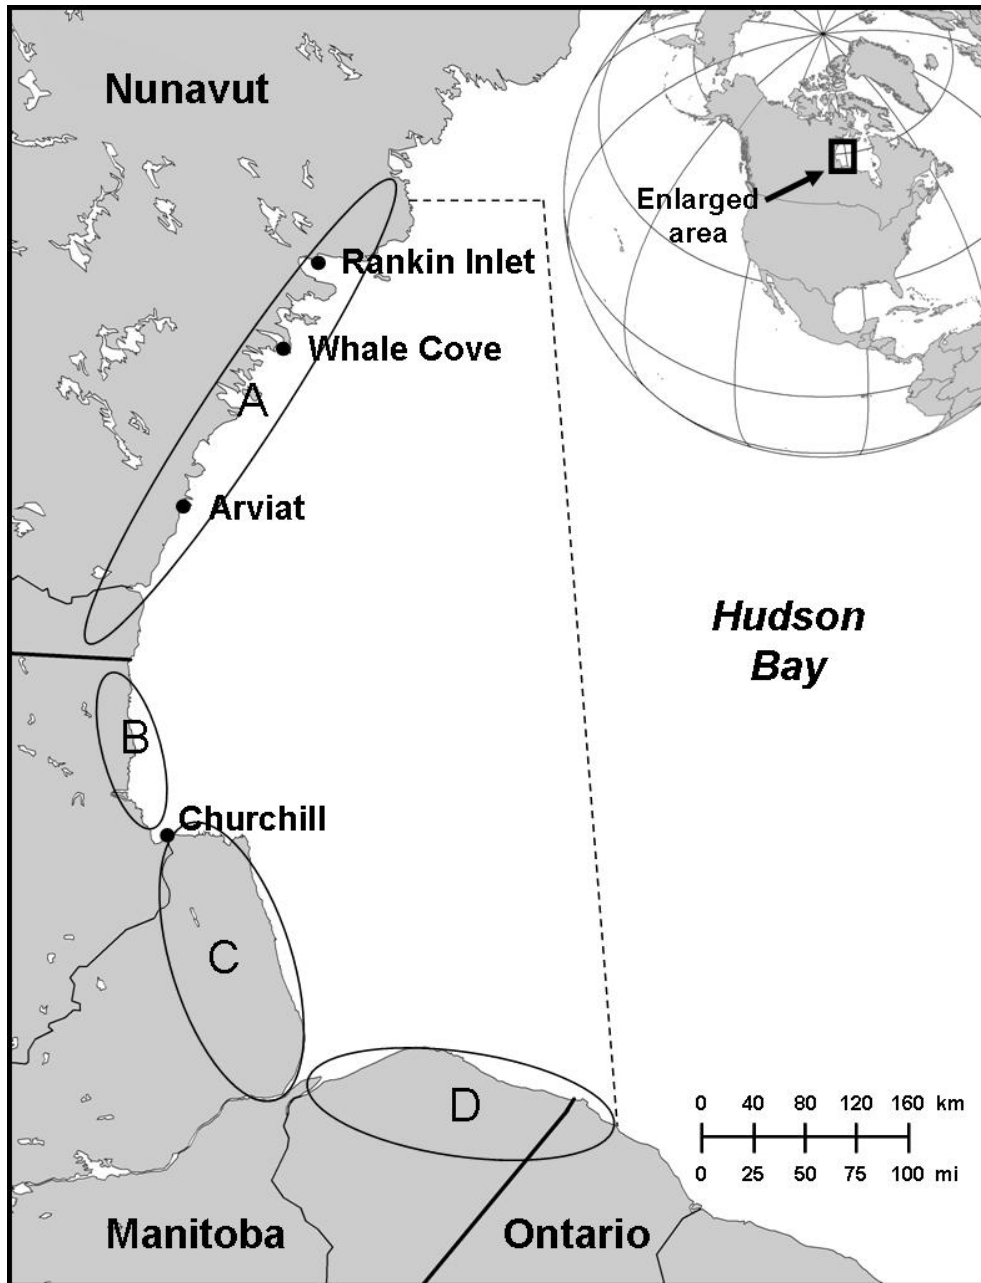 Nunavut
Enlarged
area
Rankin Inlet
Whale Cove
A
Arviat
Hudson
Bay
B
Churchill
C
D
0 40 80 120 160 km
0 25 50 75 100 mi
Manitoba
Ontario